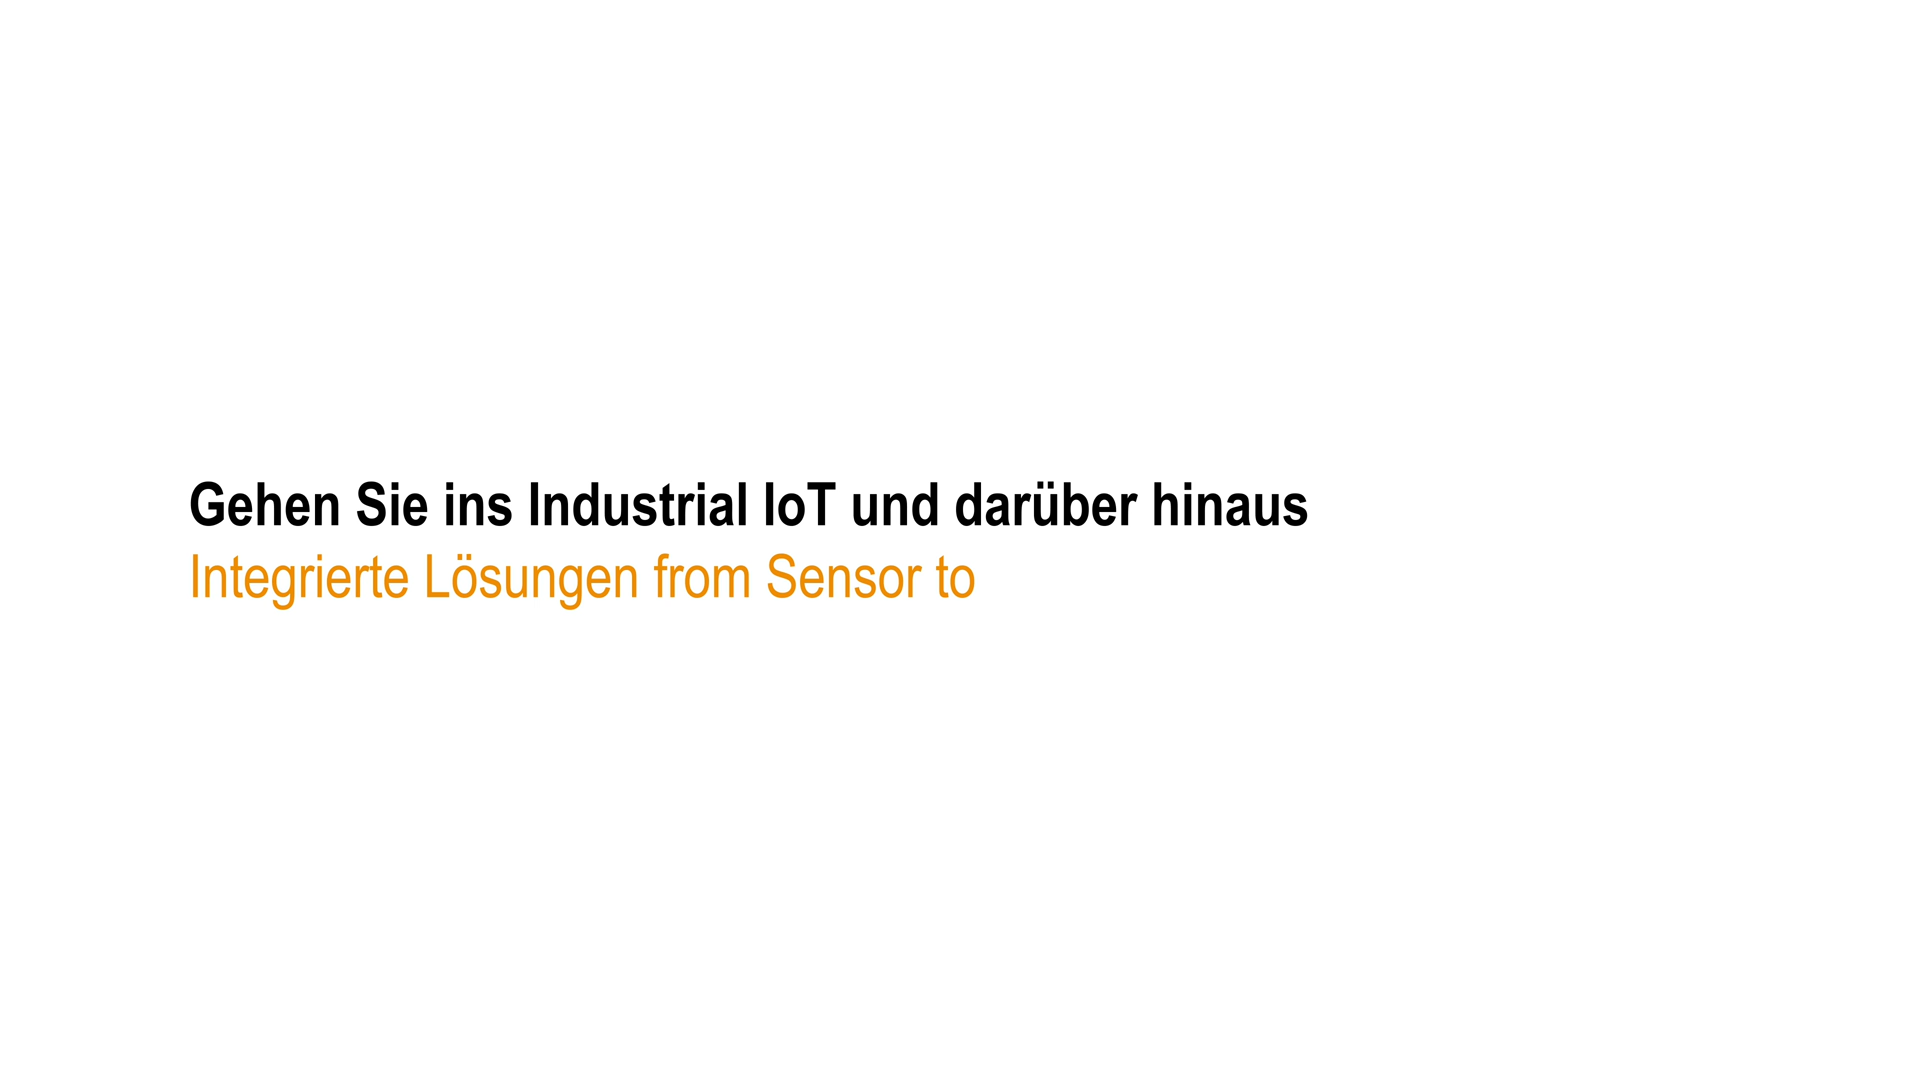 Gehen Sie ins Industrial IoT und darüber hinaus
Integrierte Lösungen from Sensor to